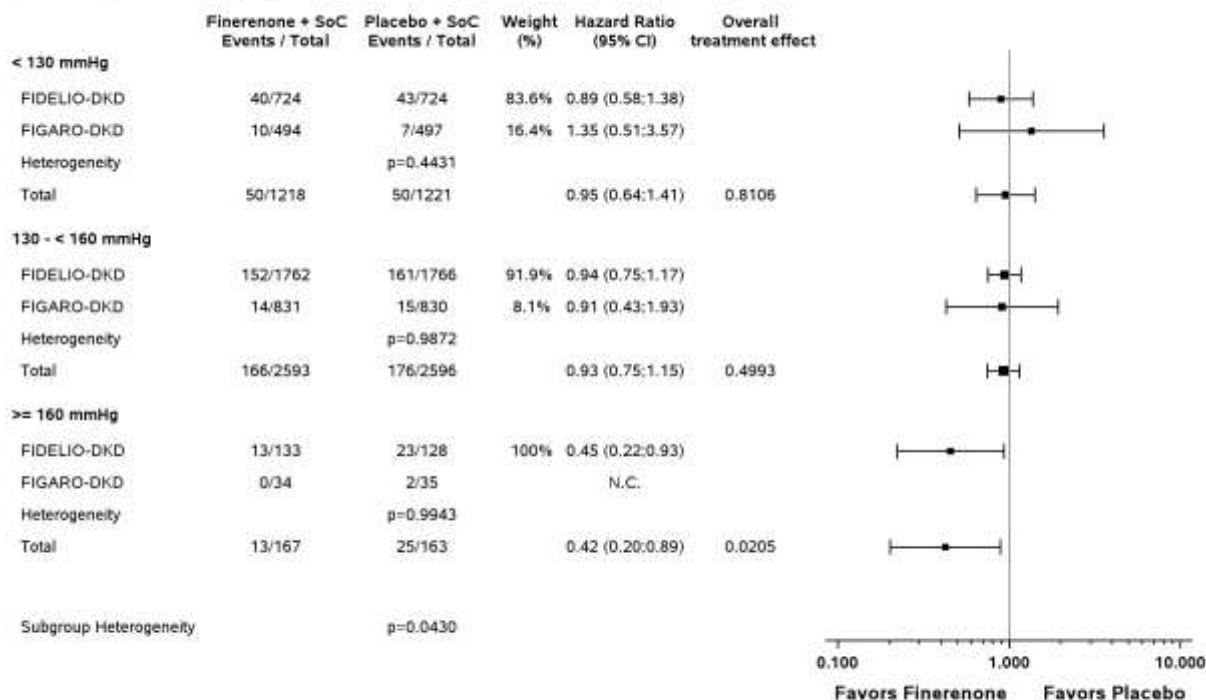 Finerenone + SoC Placebo + SoC Weight Hazard Ratio Overall
Events / Total Events / Total (%) (95% CI) treatment effect
< 130 mmHg
FIDELIO-DKD 40/724 43/724 83.6% 0.89 (0.58;1.38)
FIGARO-DKD 10/494 7/497 16.4% 1.35 (0.51;3.57)
Heterogeneity p=0.4431
Total 50/1218 50/1221 0.95 (0.64;1.41) 0.8106
130 - < 160 mmHg
FIDELIO-DKD 152/1762 161/1766 91.9% 0.94 (0.75;1.17)
FIGARO-DKD 14/831 15/830 8.1% 0.91 (0.43;1.93)
Heterogeneity p=0.9872
Total 166/2593 176/2596 0.93 (0.75;1.15) 0.4993
>= 160 mmHg
FIDELIO-DKD 13/133 23/128 100% 0.45 (0.22;0.93)
FIGARO-DKD 0/34 2/35 N.C.
Heterogeneity p=0.9943
Total 13/167 25/163 0.42 (0.20;0.89) 0.0205
Subgroup Heterogeneity p=0.0430
0.100 1.000 10.000
Favors Finerenone Favors Placebo